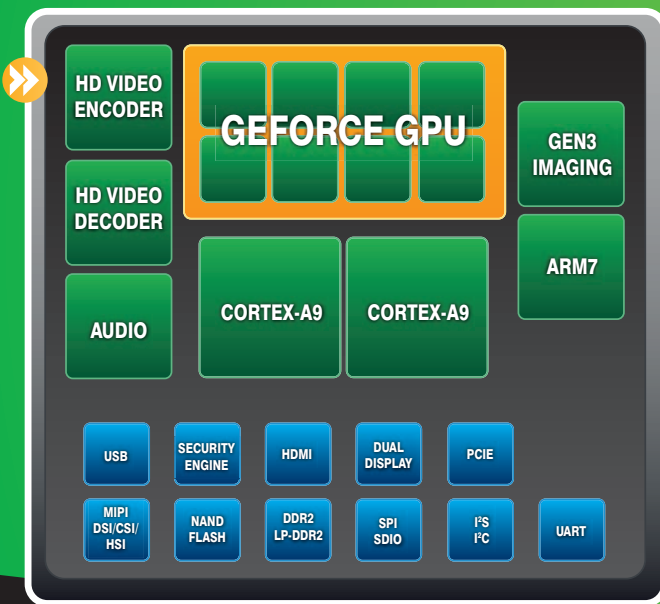 HD VIDEO
ENCODER
GEFORCE GPU
GEN3
IMAGING
HD VIDEO
DECODER
ARM7
AUDIO
CORTEX-A9
CORTEX-A9
USB
SECURITY
ENGINE
HDMI
DUAL
DISPLAY
PCIE
MIPI
DSI/CSI/
HSI
NAND
FLASH
DDR2
LP-DDR2
SPI
SDIO
I²S
I²C
UART